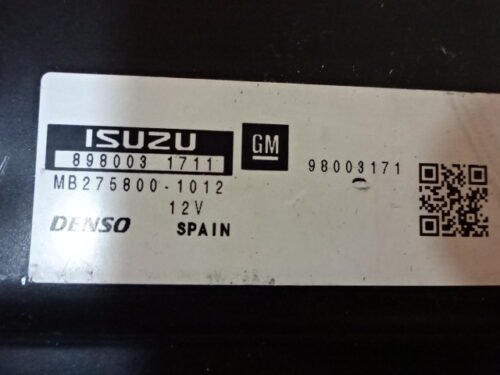 ISUZU
GM
898003 1711
98003171
MB275800-1012
12V
DENSO SPAIN